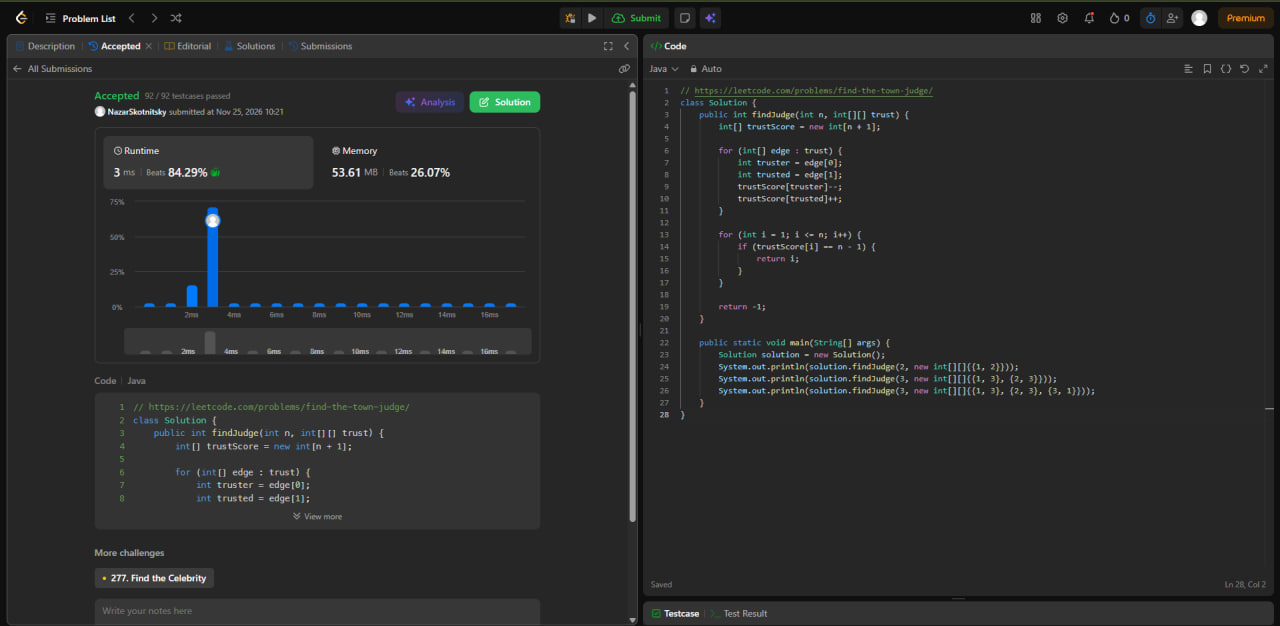 Problem List
Submit
0
Premium
Description
Accepted
Editorial
Solutions
Submissions
All Submissions
Accepted 92 / 92 testcases passed
NazarSkotnitsky submitted at Nov 25, 2026 10:21
Analysis
Solution
Runtime
3 ms | Beats 84.29%
Memory
53.61 MB | Beats 26.07%
75%
50%
25%
0%
2ms 4ms 6ms 8ms 10ms 12ms 14ms 16ms
2ms 4ms 6ms 8ms 10ms 12ms 14ms 16ms
Code | Java
1 // https://leetcode.com/problems/find-the-town-judge/
2 class Solution {
3 public int findJudge(int n, int[][] trust) {
4 int[] trustScore = new int[n + 1];
5
6 for (int[] edge : trust) {
7 int truster = edge[0];
8 int trusted = edge[1];
View more
More challenges
277. Find the Celebrity
Write your notes here
</> Code
Java
Auto
1 // https://leetcode.com/problems/find-the-town-judge/
2 class Solution {
3 public int findJudge(int n, int[][] trust) {
4 int[] trustScore = new int[n + 1];
5
6 for (int[] edge : trust) {
7 int truster = edge[0];
8 int trusted = edge[1];
9 trustScore[truster]--;
10 trustScore[trusted]++;
11 }
12
13 for (int i = 1; i <= n; i++) {
14 if (trustScore[i] == n - 1) {
15 return i;
16 }
17 }
18
19 return -1;
20 }
21
22 public static void main(String[] args) {
23 Solution solution = new Solution();
24 System.out.println(solution.findJudge(2, new int[][]{{1, 2}}));
25 System.out.println(solution.findJudge(3, new int[][]{{1, 3}, {2, 3}}));
26 System.out.println(solution.findJudge(3, new int[][]{{1, 3}, {2, 3}, {3, 1}}));
27 }
28 }
Saved
Ln 28, Col 2
Testcase
Test Result